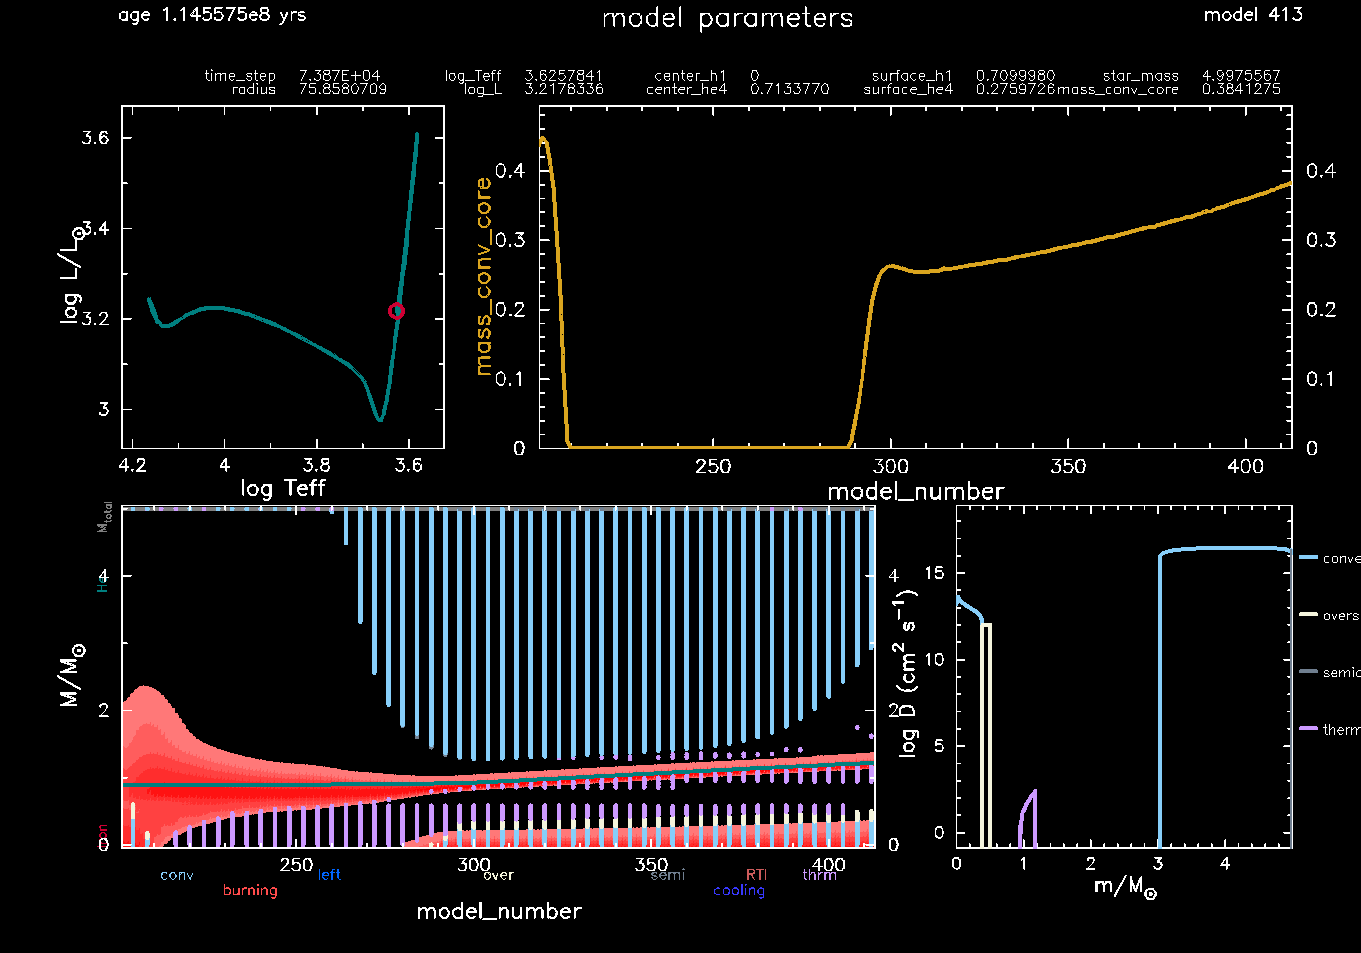 age 1.145575e8 yrs model parameters model 413
time_step 7.387E+04 log_Teff 3.6257841 center_h1 0 surface_h1 0.7099980 star_mass 4.9975567
radius 75.8580709 log_L 3.2178336 center_he4 0.7133770 surface_he4 0.2759726 mass_conv_core 0.3841275
3.6
3.4
3.2
3
log L/L☉
4.2 4 3.8 3.6
log Teff
mass_conv_core
0.4 0.4
0.3 0.3
0.2 0.2
0.1 0.1
0 0
250 300 350 400
model_number
Mtotal
He
M/M☉
4 4
2 2
0 0
250 300 350 400
conv left over semi RTI thrm
burning cooling
model_number
log D (cm² s⁻¹)
15
10
5
0
0 1 2 3 4
m/M☉
conve
overs
semic
therm